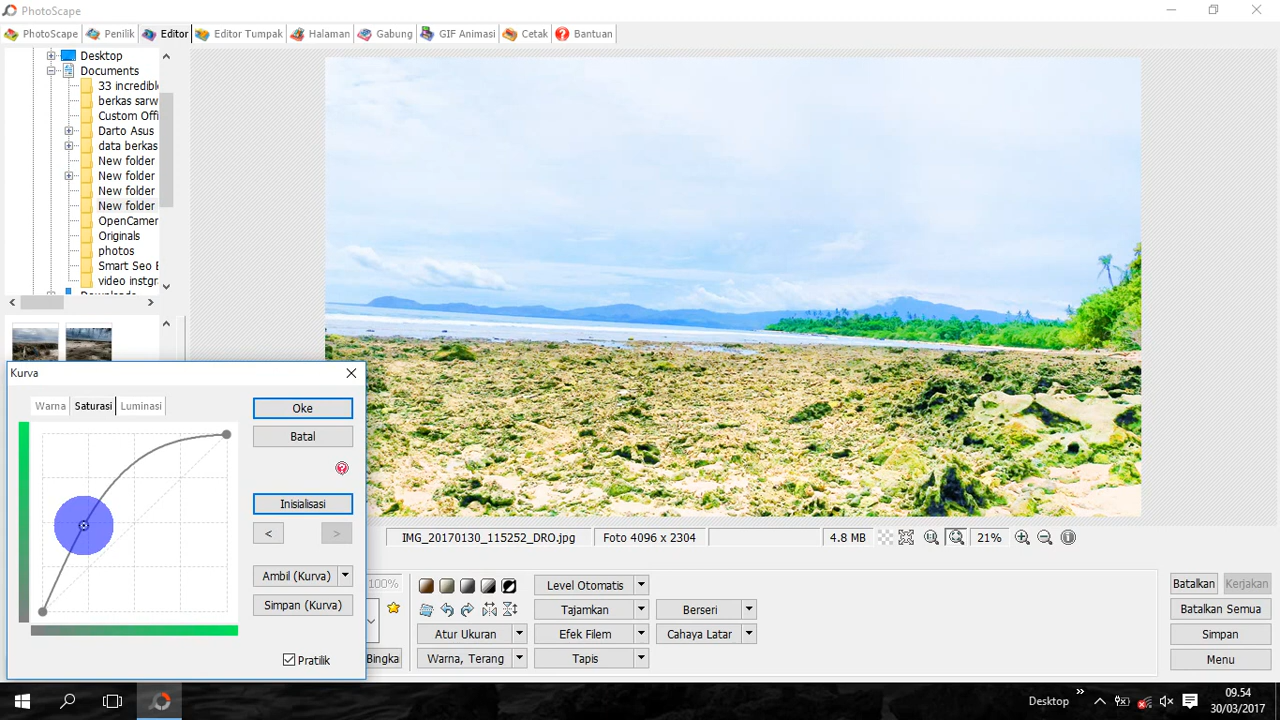 PhotoScape
PhotoScape Penilik Editor Editor Tumpak Halaman Gabung GIF Animasi Cetak Bantuan
Desktop
Documents
33 incredible
berkas sarw
Custom Offi
Darto Asus
data berkas
New folder
New folder
New folder
New folder
OpenCamer
Originals
photos
Smart Seo E
video instgr
Kurva
Warna Saturasi Luminasi
Oke
Batal
Inisialisasi
< >
Ambil (Kurva)
Simpan (Kurva)
Pratilik
IMG_20170130_115252_DRO.jpg Foto 4096 x 2304 4.8 MB 21%
100%
Level Otomatis
Tajamkan Berseri
Atur Ukuran Efek Filem Cahaya Latar
Bingka Warna, Terang Tapis
Batalkan Kerjakan
Batalkan Semua
Simpan
Menu
Desktop
09.54
30/03/2017